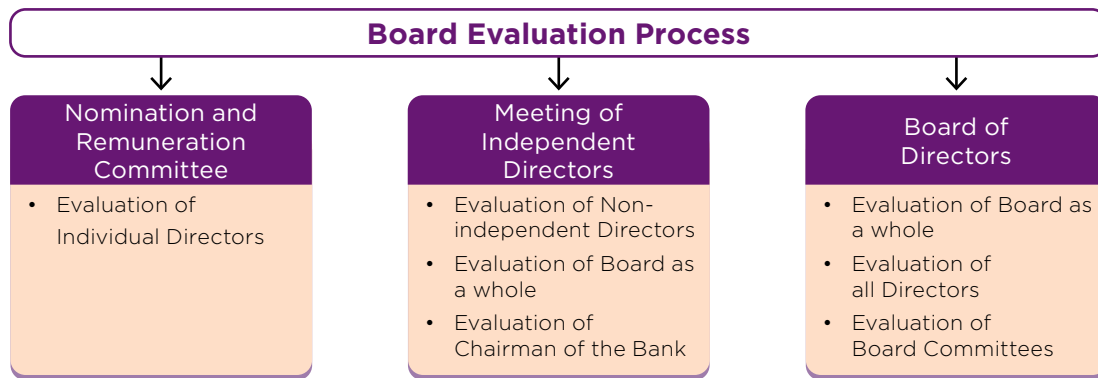 Board Evaluation Process
Nomination and
Remuneration
Committee
• Evaluation of
Individual Directors
Meeting of
Independent
Directors
• Evaluation of Non-
independent Directors
• Evaluation of Board as
a whole
• Evaluation of
Chairman of the Bank
Board of
Directors
• Evaluation of Board as
a whole
• Evaluation of
all Directors
• Evaluation of
Board Committees